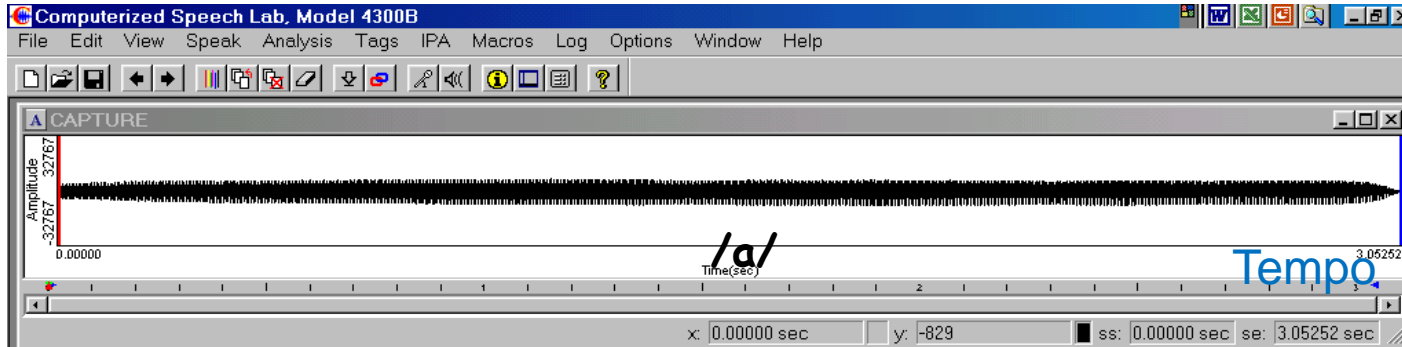 Computerized Speech Lab, Model 4300B
File Edit View Speak Analysis Tags IPA Macros Log Options Window Help
A CAPTURE
Amplitude
-32767 32767
0.00000 3.05252
/a/
Time(sec)
Tempo
1 2 3
x: 0.00000 sec y: -829 ss: 0.00000 sec se: 3.05252 sec